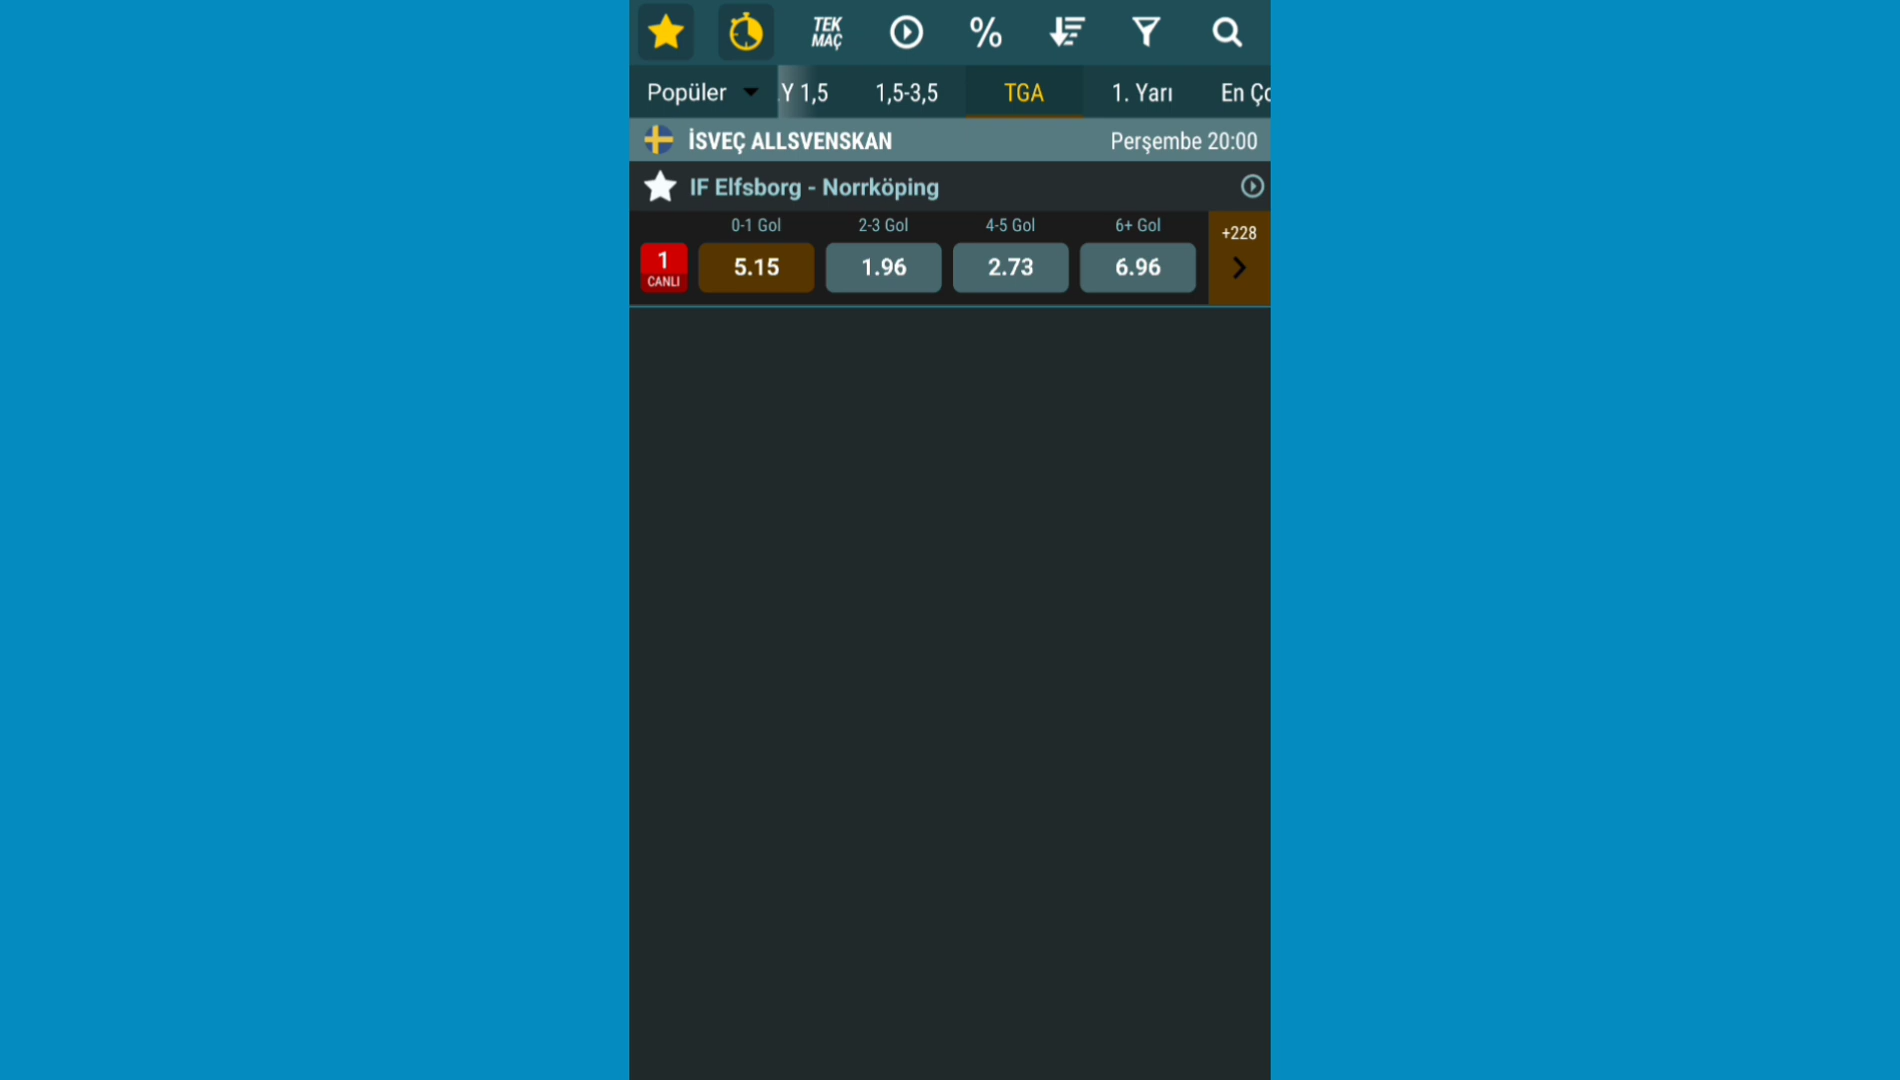 TEK
MAÇ
%
Popüler
Y 1,5
1,5-3,5
TGA
1. Yarı
En Ço
İSVEÇ ALLSVENSKAN
Perşembe 20:00
IF Elfsborg - Norrköping
0-1 Gol
2-3 Gol
4-5 Gol
6+ Gol
+228
1
CANLI
5.15
1.96
2.73
6.96